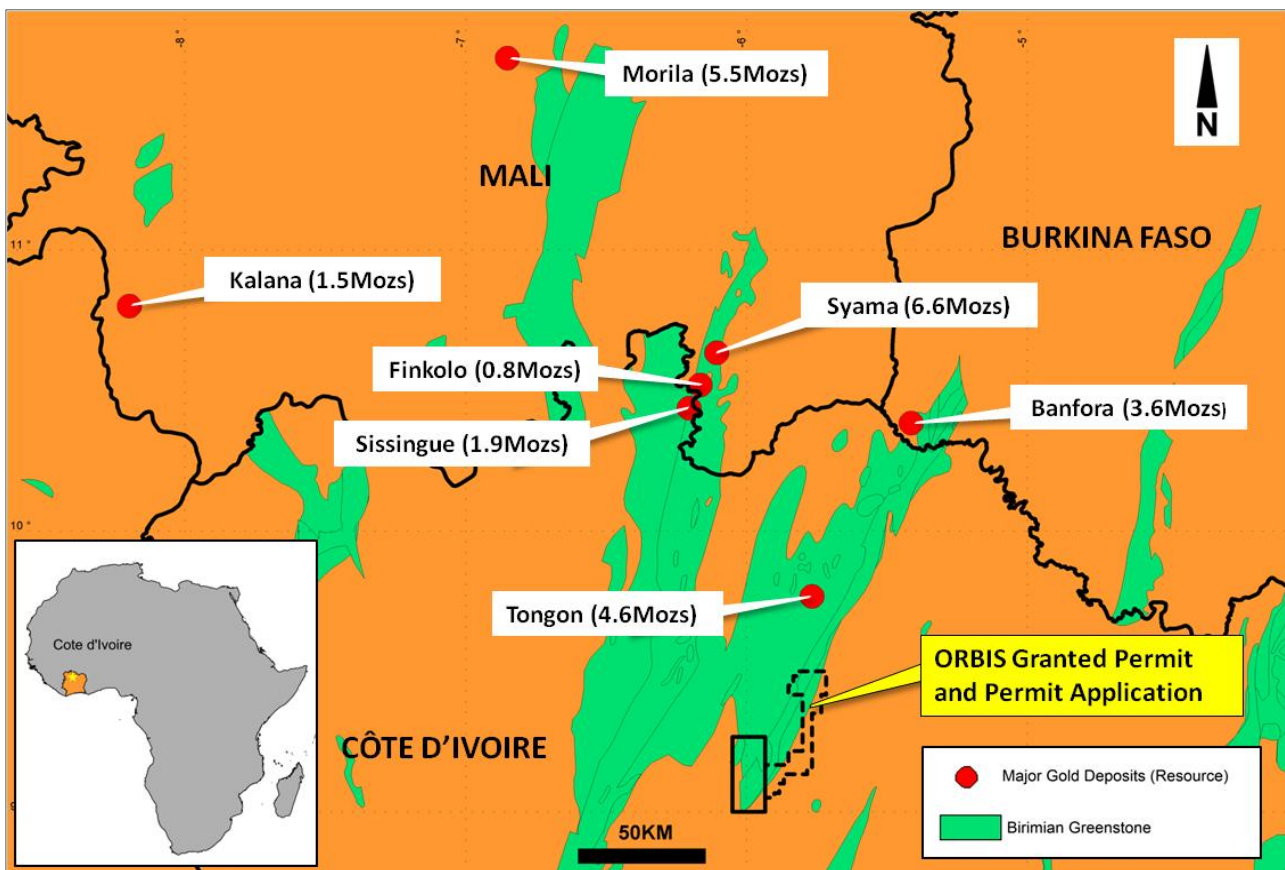 -8
-7
-6
-5
Morila (5.5Mozs)
N
MALI
11 °
BURKINA FASO
Kalana (1.5Mozs)
Syama (6.6Mozs)
Finkolo (0.8Mozs)
Banfora (3.6Mozs)
Sissingue (1.9Mozs)
10 °
Tongon (4.6Mozs)
Cote d'Ivoire
ORBIS Granted Permit
and Permit Application
CÔTE D'IVOIRE
9
Major Gold Deposits (Resource)
Birimian Greenstone
50KM